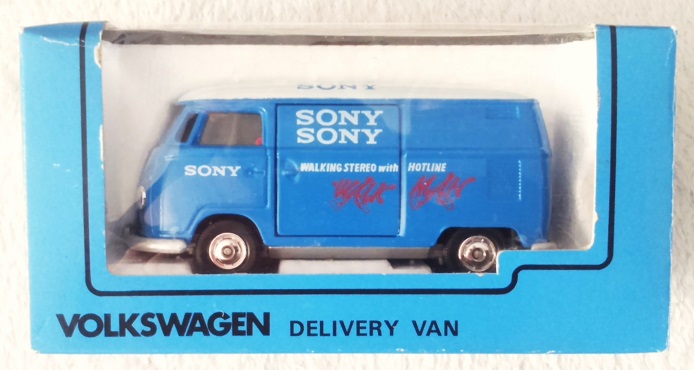 SONY
SONY
SONY
SONY
WALKING STEREO with HOTLINE
VOLKSWAGEN DELIVERY VAN